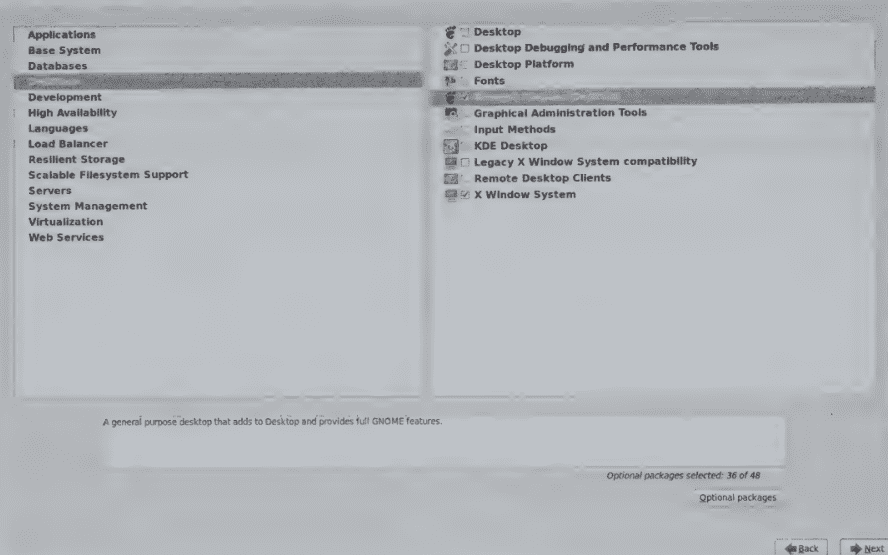 Applications
Base System
Databases
Development
High Availability
Languages
Load Balancer
Resilient Storage
Scalable Filesystem Support
Servers
System Management
Virtualization
Web Services
Desktop
Desktop Debugging and Performance Tools
Desktop Platform
Fonts
Graphical Administration Tools
Input Methods
KDE Desktop
Legacy X Window System compatibility
Remote Desktop Clients
X Window System
A general purpose desktop that adds to Desktop and provides full GNOME features.
Optional packages selected: 36 of 48
Optional packages
Back
Next